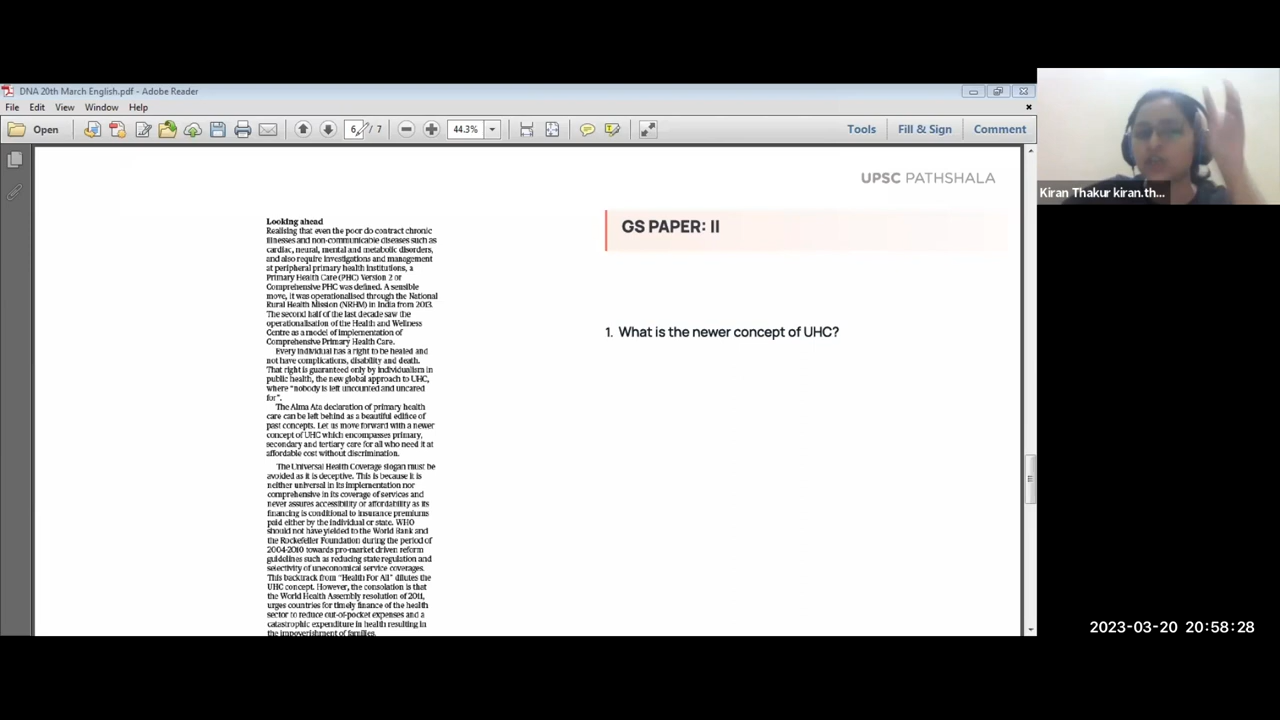 DNA 20th March English.pdf - Adobe Reader
File Edit View Window Help
Open 6 / 7 44.3% Tools Fill & Sign Comment
Kiran Thakur kiran.th...
UPSC PATHSHALA
Looking ahead
Realising that even the poor do contract chronic
illnesses and non-communicable diseases such as
cardiac, neural, mental and metabolic disorders,
and also require investigations and management
at peripheral primary health institutions, a
Primary Health Care (PHC) Version 2 or
Comprehensive PHC was defined. A sensible
move, it was operationalised through the National
Rural Health Mission (NRHM) in India from 2013.
The second half of the last decade saw the
operationalisation of the Health and Wellness
Centre as a model of implementation of
Comprehensive Primary Health Care.
Every individual has a right to be healed and
not have complications, disability and death.
That right is guaranteed only by individualism in
public health, the new global approach to UHC,
where "nobody is left uncounted and uncared
for".
The Alma Ata declaration of primary health
care can be left behind as a beautiful edifice of
past concepts. Let us move forward with a newer
concept of UHC which encompasses primary,
secondary and tertiary care for all who need it at
affordable cost without discrimination.
The Universal Health Coverage slogan must be
avoided as it is deceptive. This is because it is
neither universal in its implementation nor
comprehensive in its coverage of services and
never assures accessibility or affordability as its
financing is conditional to insurance premiums
paid either by the individual or state. WHO
should not have yielded to the World Bank and
the Rockefeller Foundation during the period of
2004-2010 towards pro-market driven reform
guidelines such as reducing state regulation and
selectivity of uneconomical service coverages.
This backtrack from "Health For All" dilutes the
UHC concept. However, the consolation is that
the World Health Assembly resolution of 2011,
urges countries for timely finance of the health
sector to reduce out-of-pocket expenses and a
catastrophic expenditure in health resulting in
the impoverishment of families.
GS PAPER: II
1. What is the newer concept of UHC?
2023-03-20 20:58:28